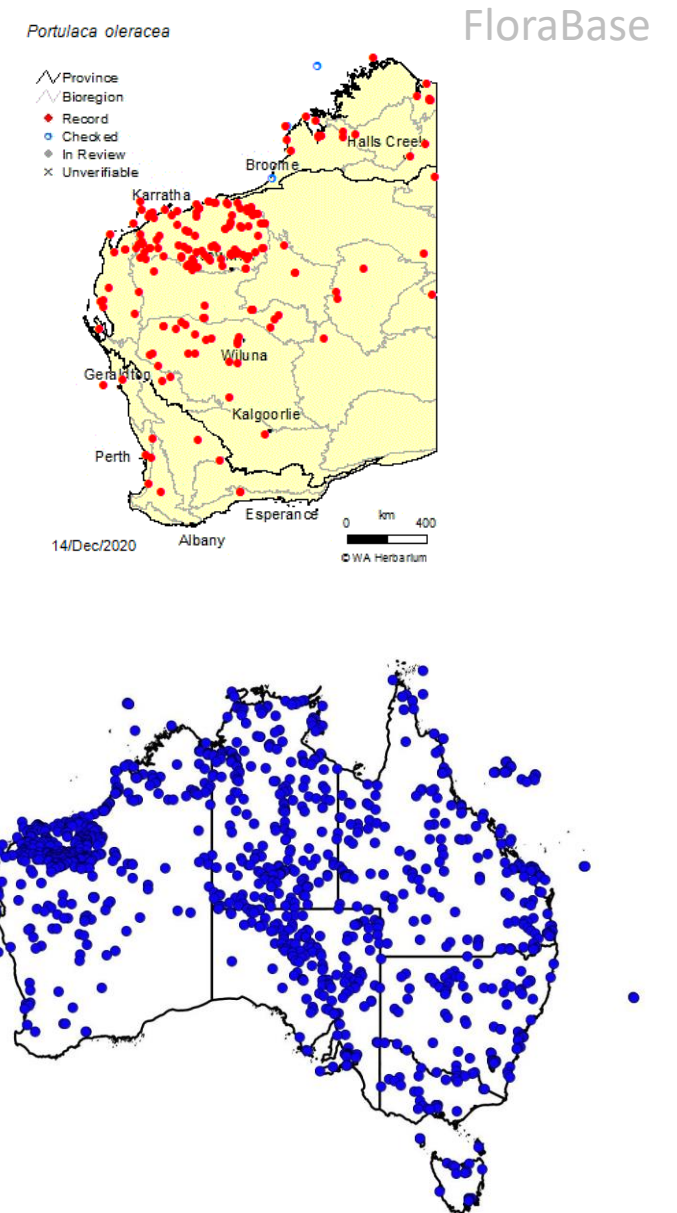 Portulaca oleracea
FloraBase
Province
Bioregion
Record
Checked
In Review
Unverifiable
Halls Creek
Broome
Karratha
Wiluna
Geraldton
Kalgoorlie
Perth
Esperance
Albany
0 km 400
14/Dec/2020
© WA Herbarium